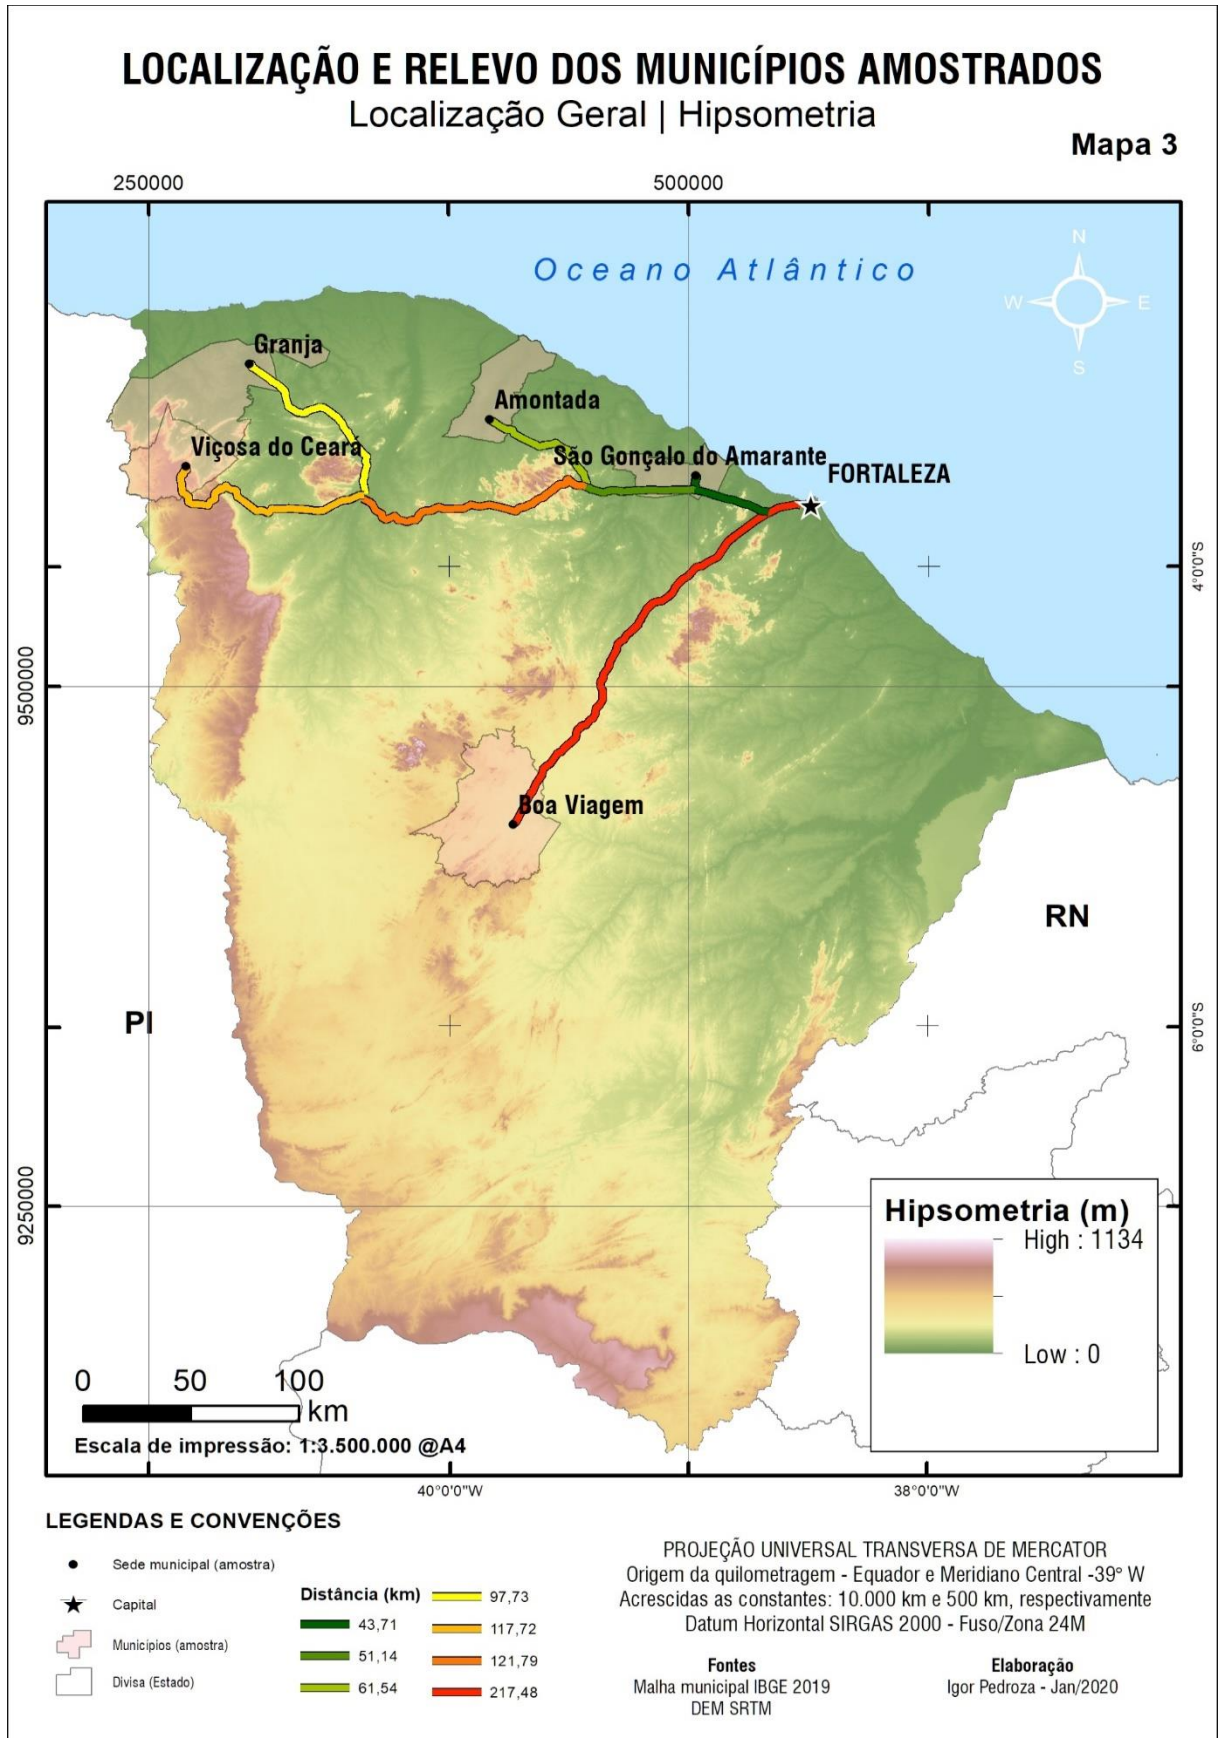 LOCALIZAÇÃO E RELEVO DOS MUNICÍPIOS AMOSTRADOS
Localização Geral | Hipsometria
Mapa 3
250000
500000
Oceano Atlântico
N
W
E
S
Granja
Amontada
Viçosa do Ceará
São Gonçalo do Amarante
FORTALEZA
4°0'0"S
9500000
Boa Viagem
RN
PI
6°0'0"S
9250000
Hipsometria (m)
High : 1134
Low : 0
0 50 100
km
Escala de impressão: 1:3.500.000 @A4
40°0'0"W
38°0'0"W
LEGENDAS E CONVENÇÕES
Sede municipal (amostra)
Capital
Municípios (amostra)
Divisa (Estado)
Distância (km)
43,71
51,14
61,54
97,73
117,72
121,79
217,48
PROJEÇÃO UNIVERSAL TRANSVERSA DE MERCATOR
Origem da quilometragem - Equador e Meridiano Central -39° W
Acrescidas as constantes: 10.000 km e 500 km, respectivamente
Datum Horizontal SIRGAS 2000 - Fuso/Zona 24M
Fontes
Malha municipal IBGE 2019
DEM SRTM
Elaboração
Igor Pedroza - Jan/2020